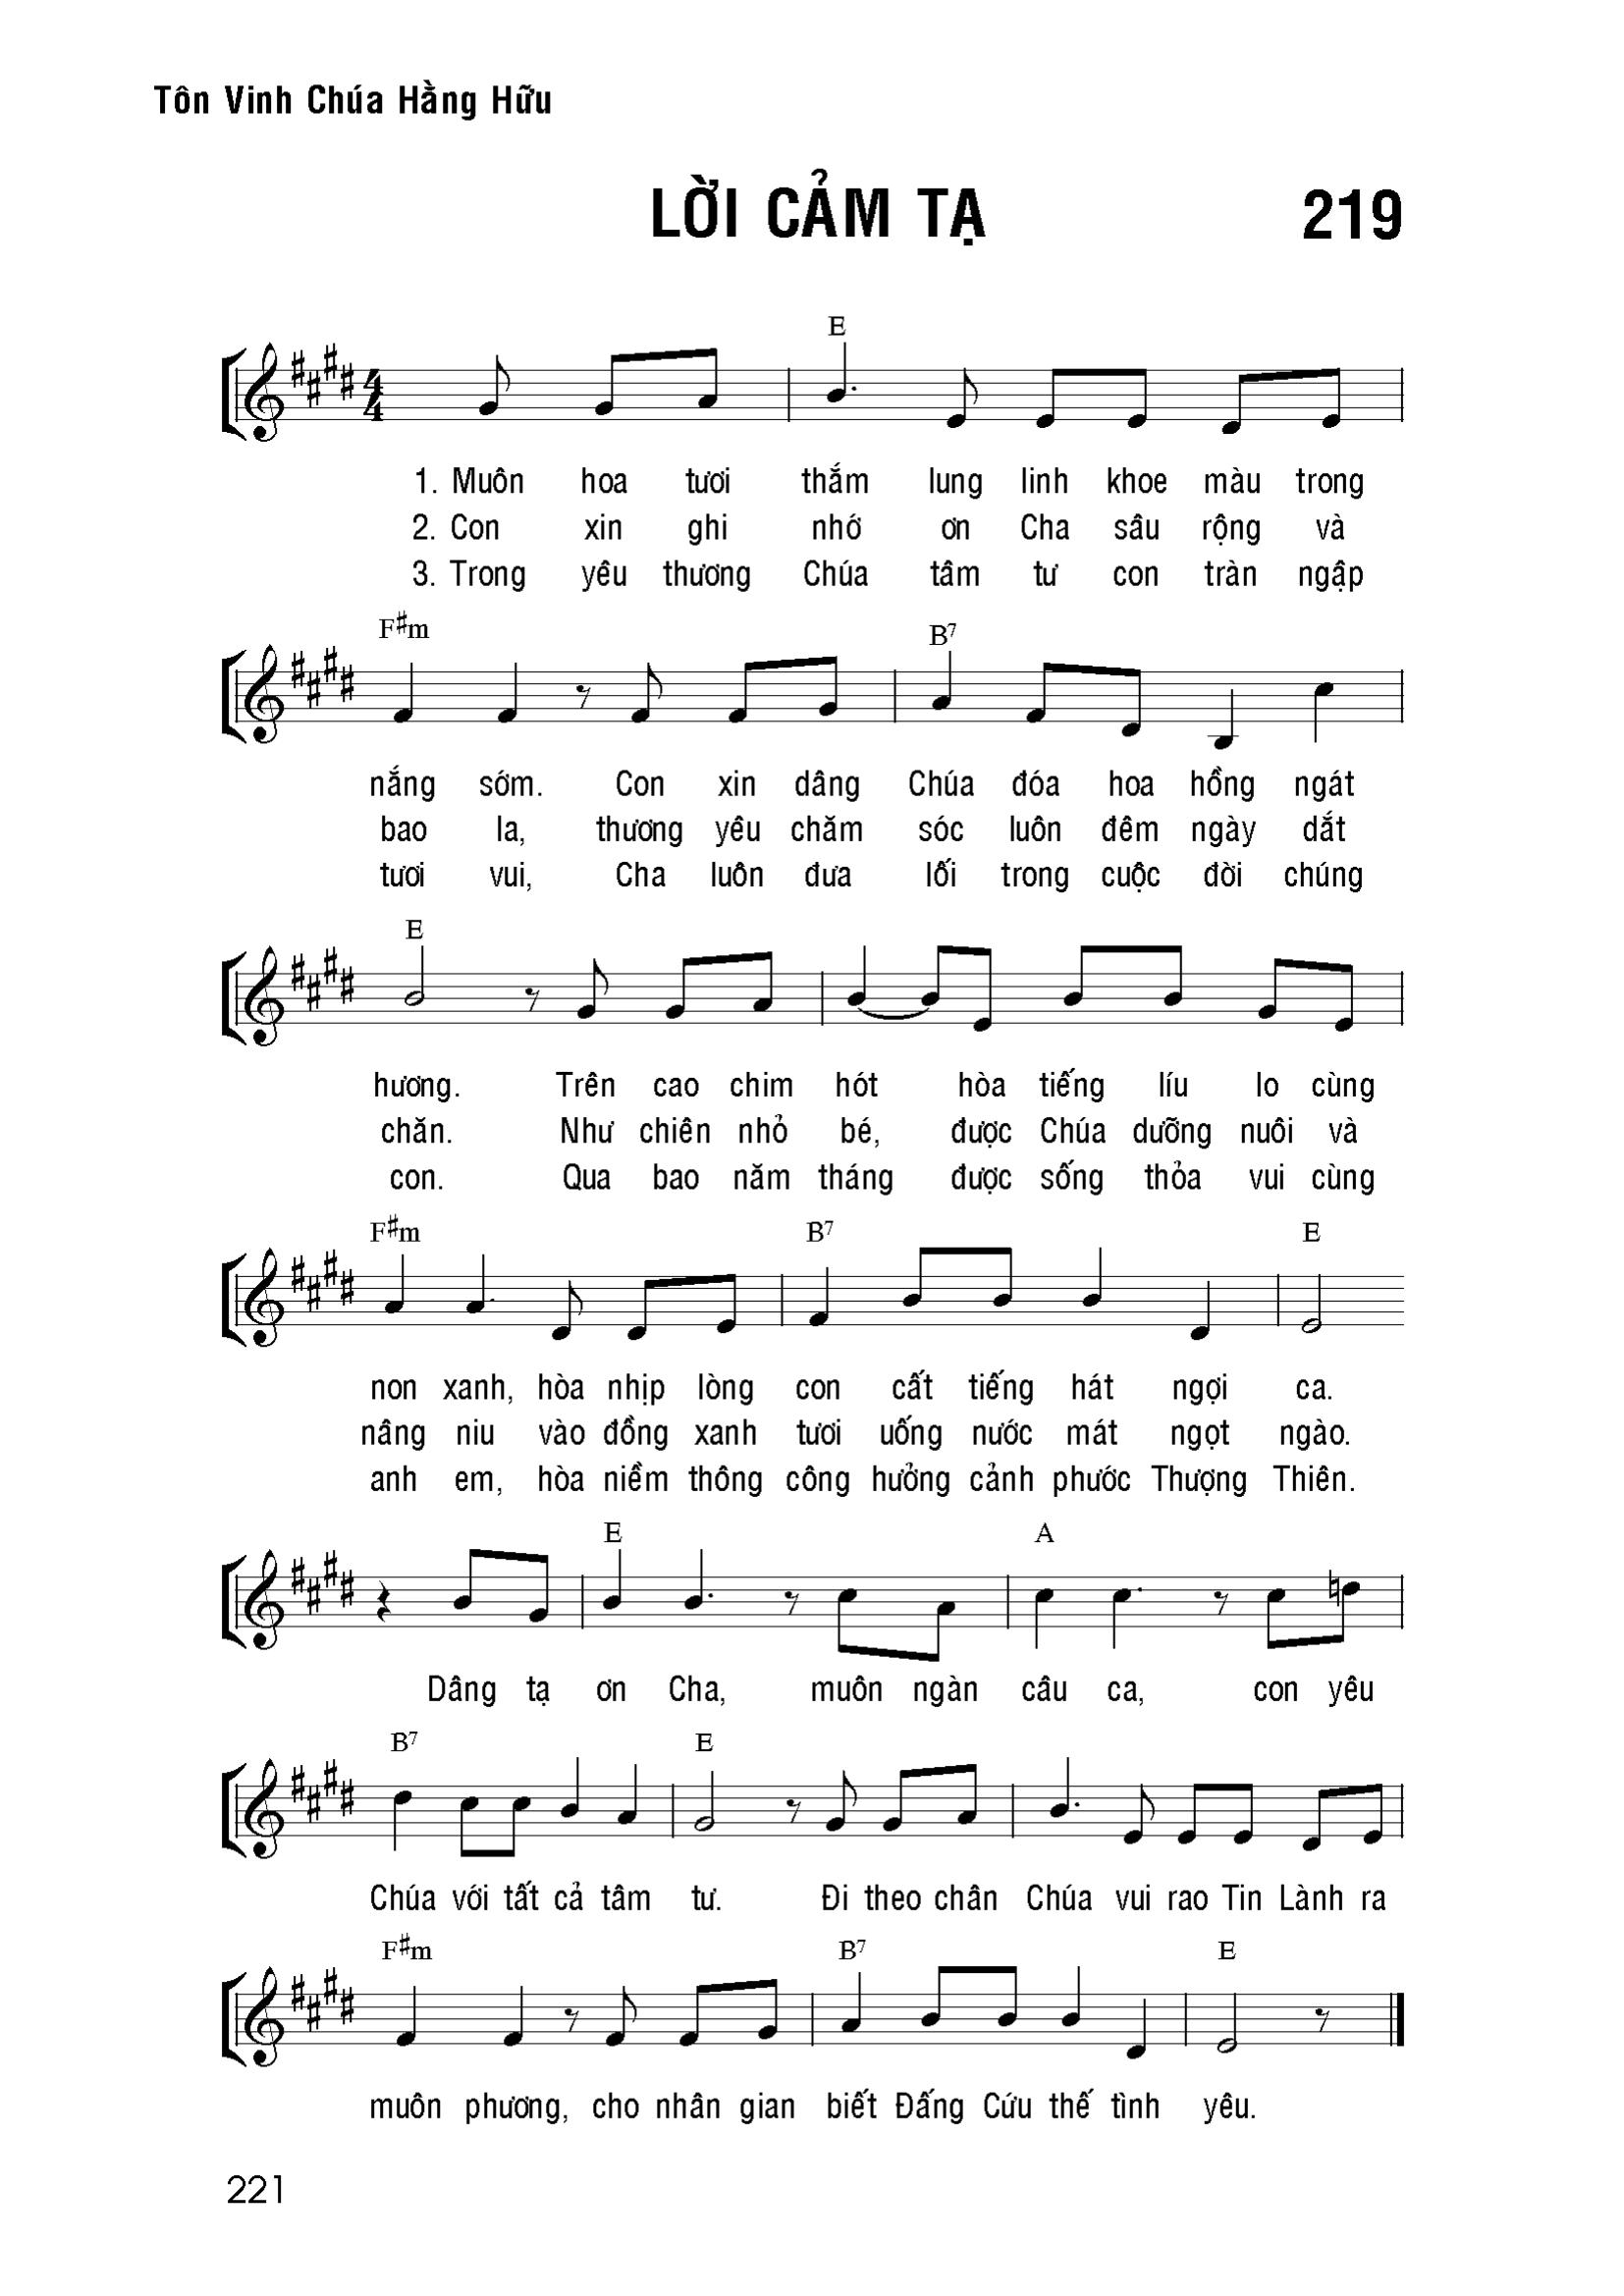 Tôn Vinh Chúa Hằng Hữu
LỜI CẢM TẠ 219
E
1. Muôn hoa tươi thắm lung linh khoe màu trong
2. Con xin ghi nhớ ơn Cha sâu rộng và
3. Trong yêu thương Chúa tâm tư con tràn ngập
F#m B7
nắng sớm. Con xin dâng Chúa đóa hoa hồng ngát
bao la, thương yêu chăm sóc luôn đêm ngày dắt
tươi vui, Cha luôn đưa lối trong cuộc đời chúng
E
hương. Trên cao chim hót hòa tiếng líu lo cùng
chăn. Như chiên nhỏ bé, được Chúa dưỡng nuôi và
con. Qua bao năm tháng được sống thỏa vui cùng
F#m B7 E
non xanh, hòa nhịp lòng con cất tiếng hát ngợi ca.
nâng niu vào đồng xanh tươi uống nước mát ngọt ngào.
anh em, hòa niềm thông công hưởng cảnh phước Thượng Thiên.
E A
Dâng tạ ơn Cha, muôn ngàn câu ca, con yêu
B7 E
Chúa với tất cả tâm tư. Đi theo chân Chúa vui rao Tin Lành ra
F#m B7 E
muôn phương, cho nhân gian biết Đấng Cứu thế tình yêu.
221